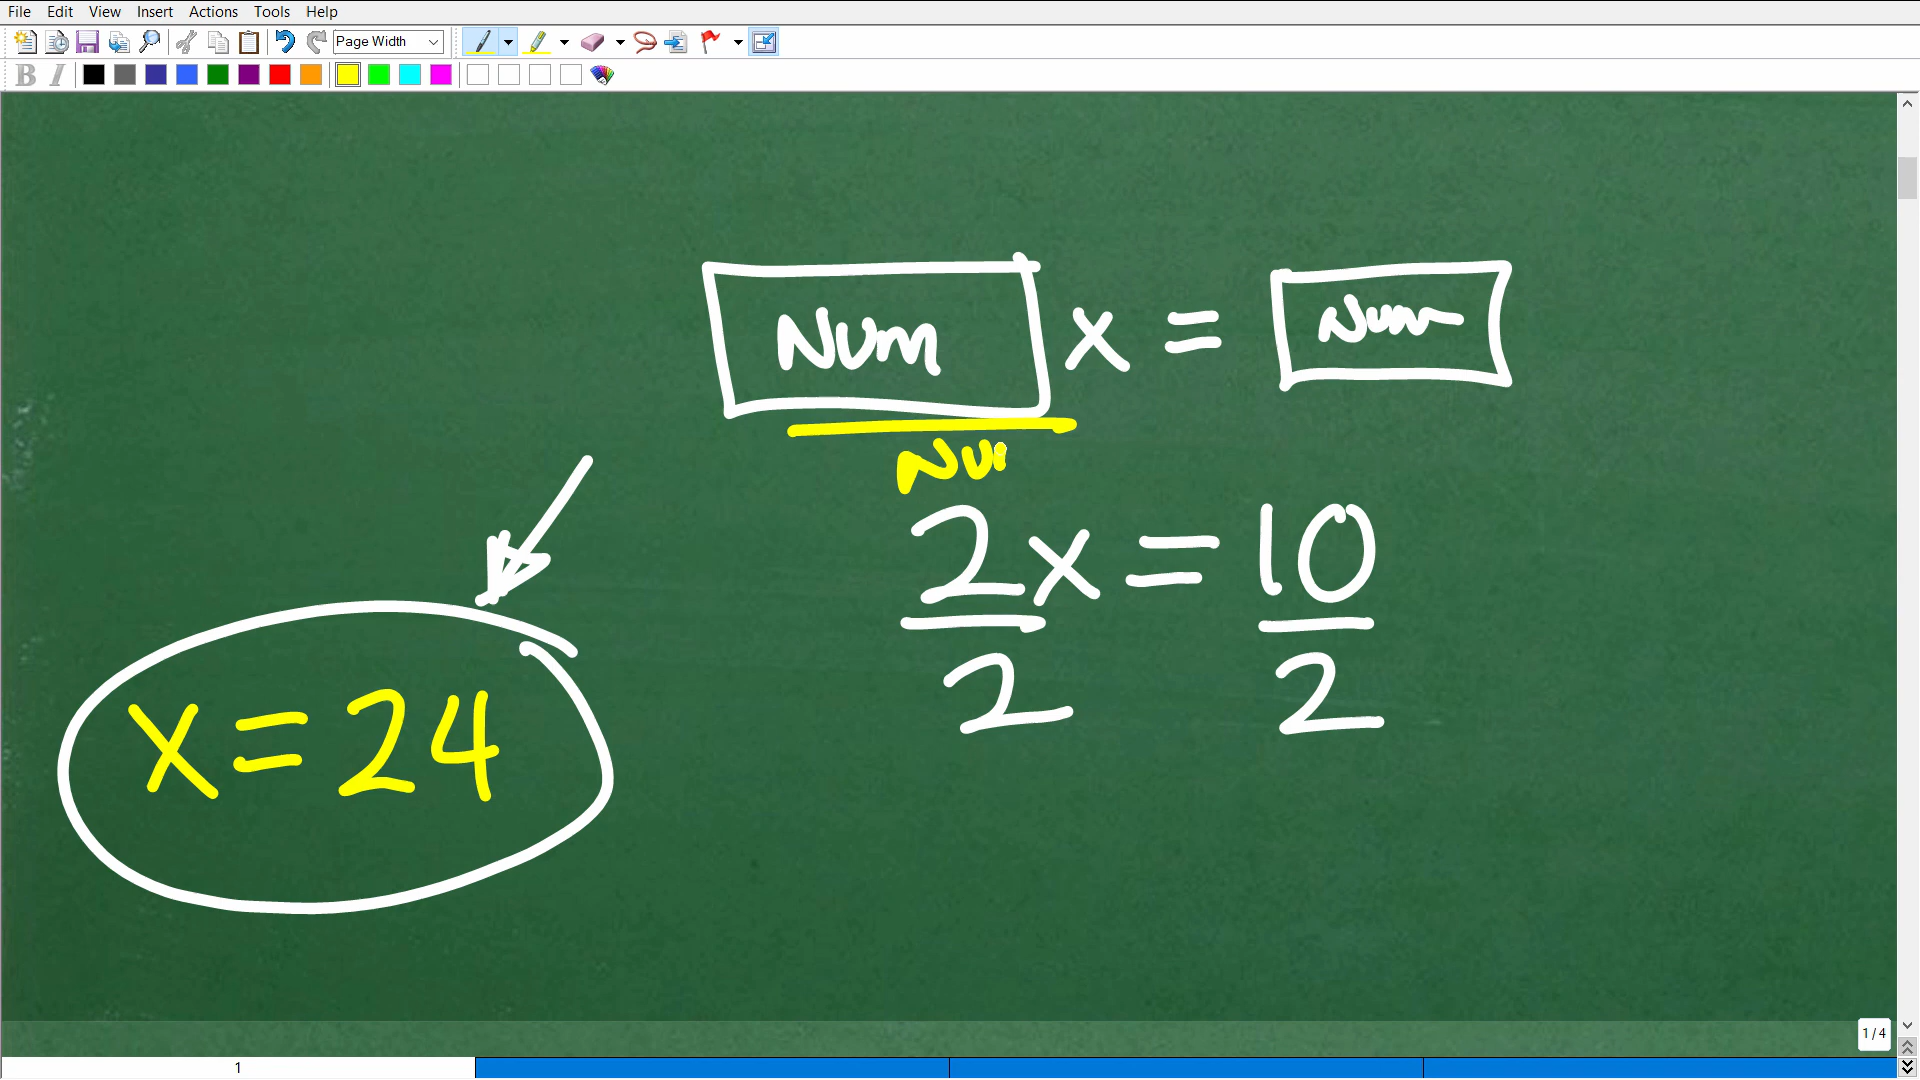 File Edit View Insert Actions Tools Help
Page Width
B I
Num x = Num
Nu
2x = 10
2 2
x = 24
1 / 4
1